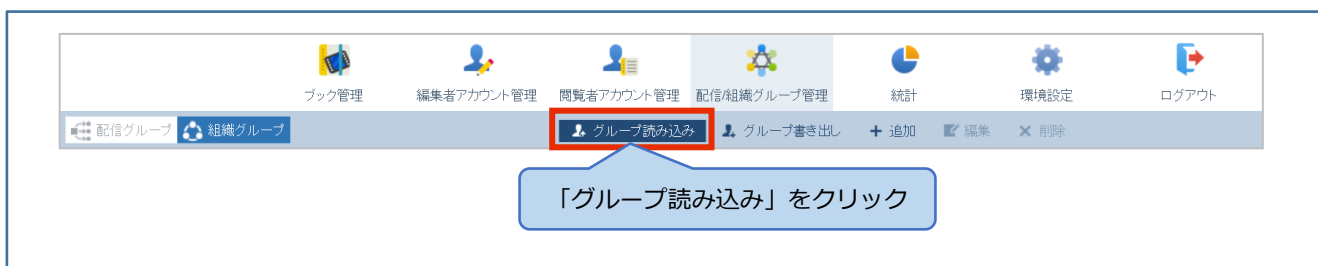 ブック管理 編集者アカウント管理 閲覧者アカウント管理 配信/組織グループ管理 統計 環境設定 ログアウト
配信グループ 組織グループ グループ読み込み グループ書き出し 追加 編集 削除
「グループ読み込み」をクリック